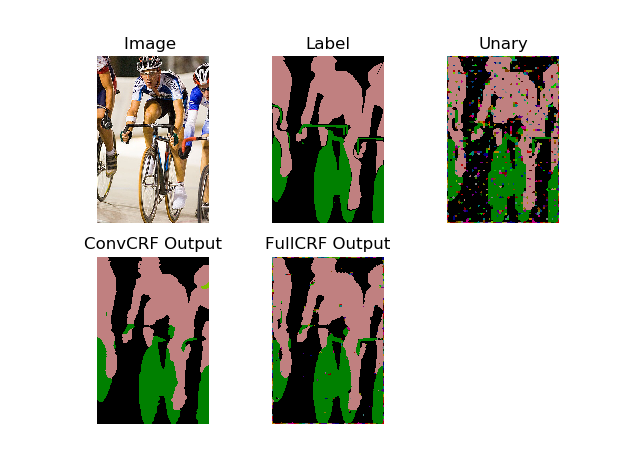 Image
Label
Unary
ConvCRF Output
FullCRF Output